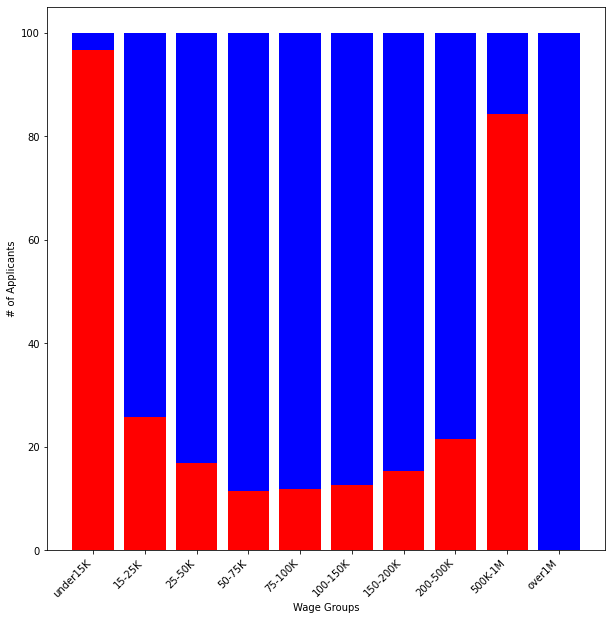 # of Applicants
100
80
60
40
20
0
under15K
15-25K
25-50K
50-75K
75-100K
100-150K
150-200K
200-500K
500K-1M
over1M
Wage Groups